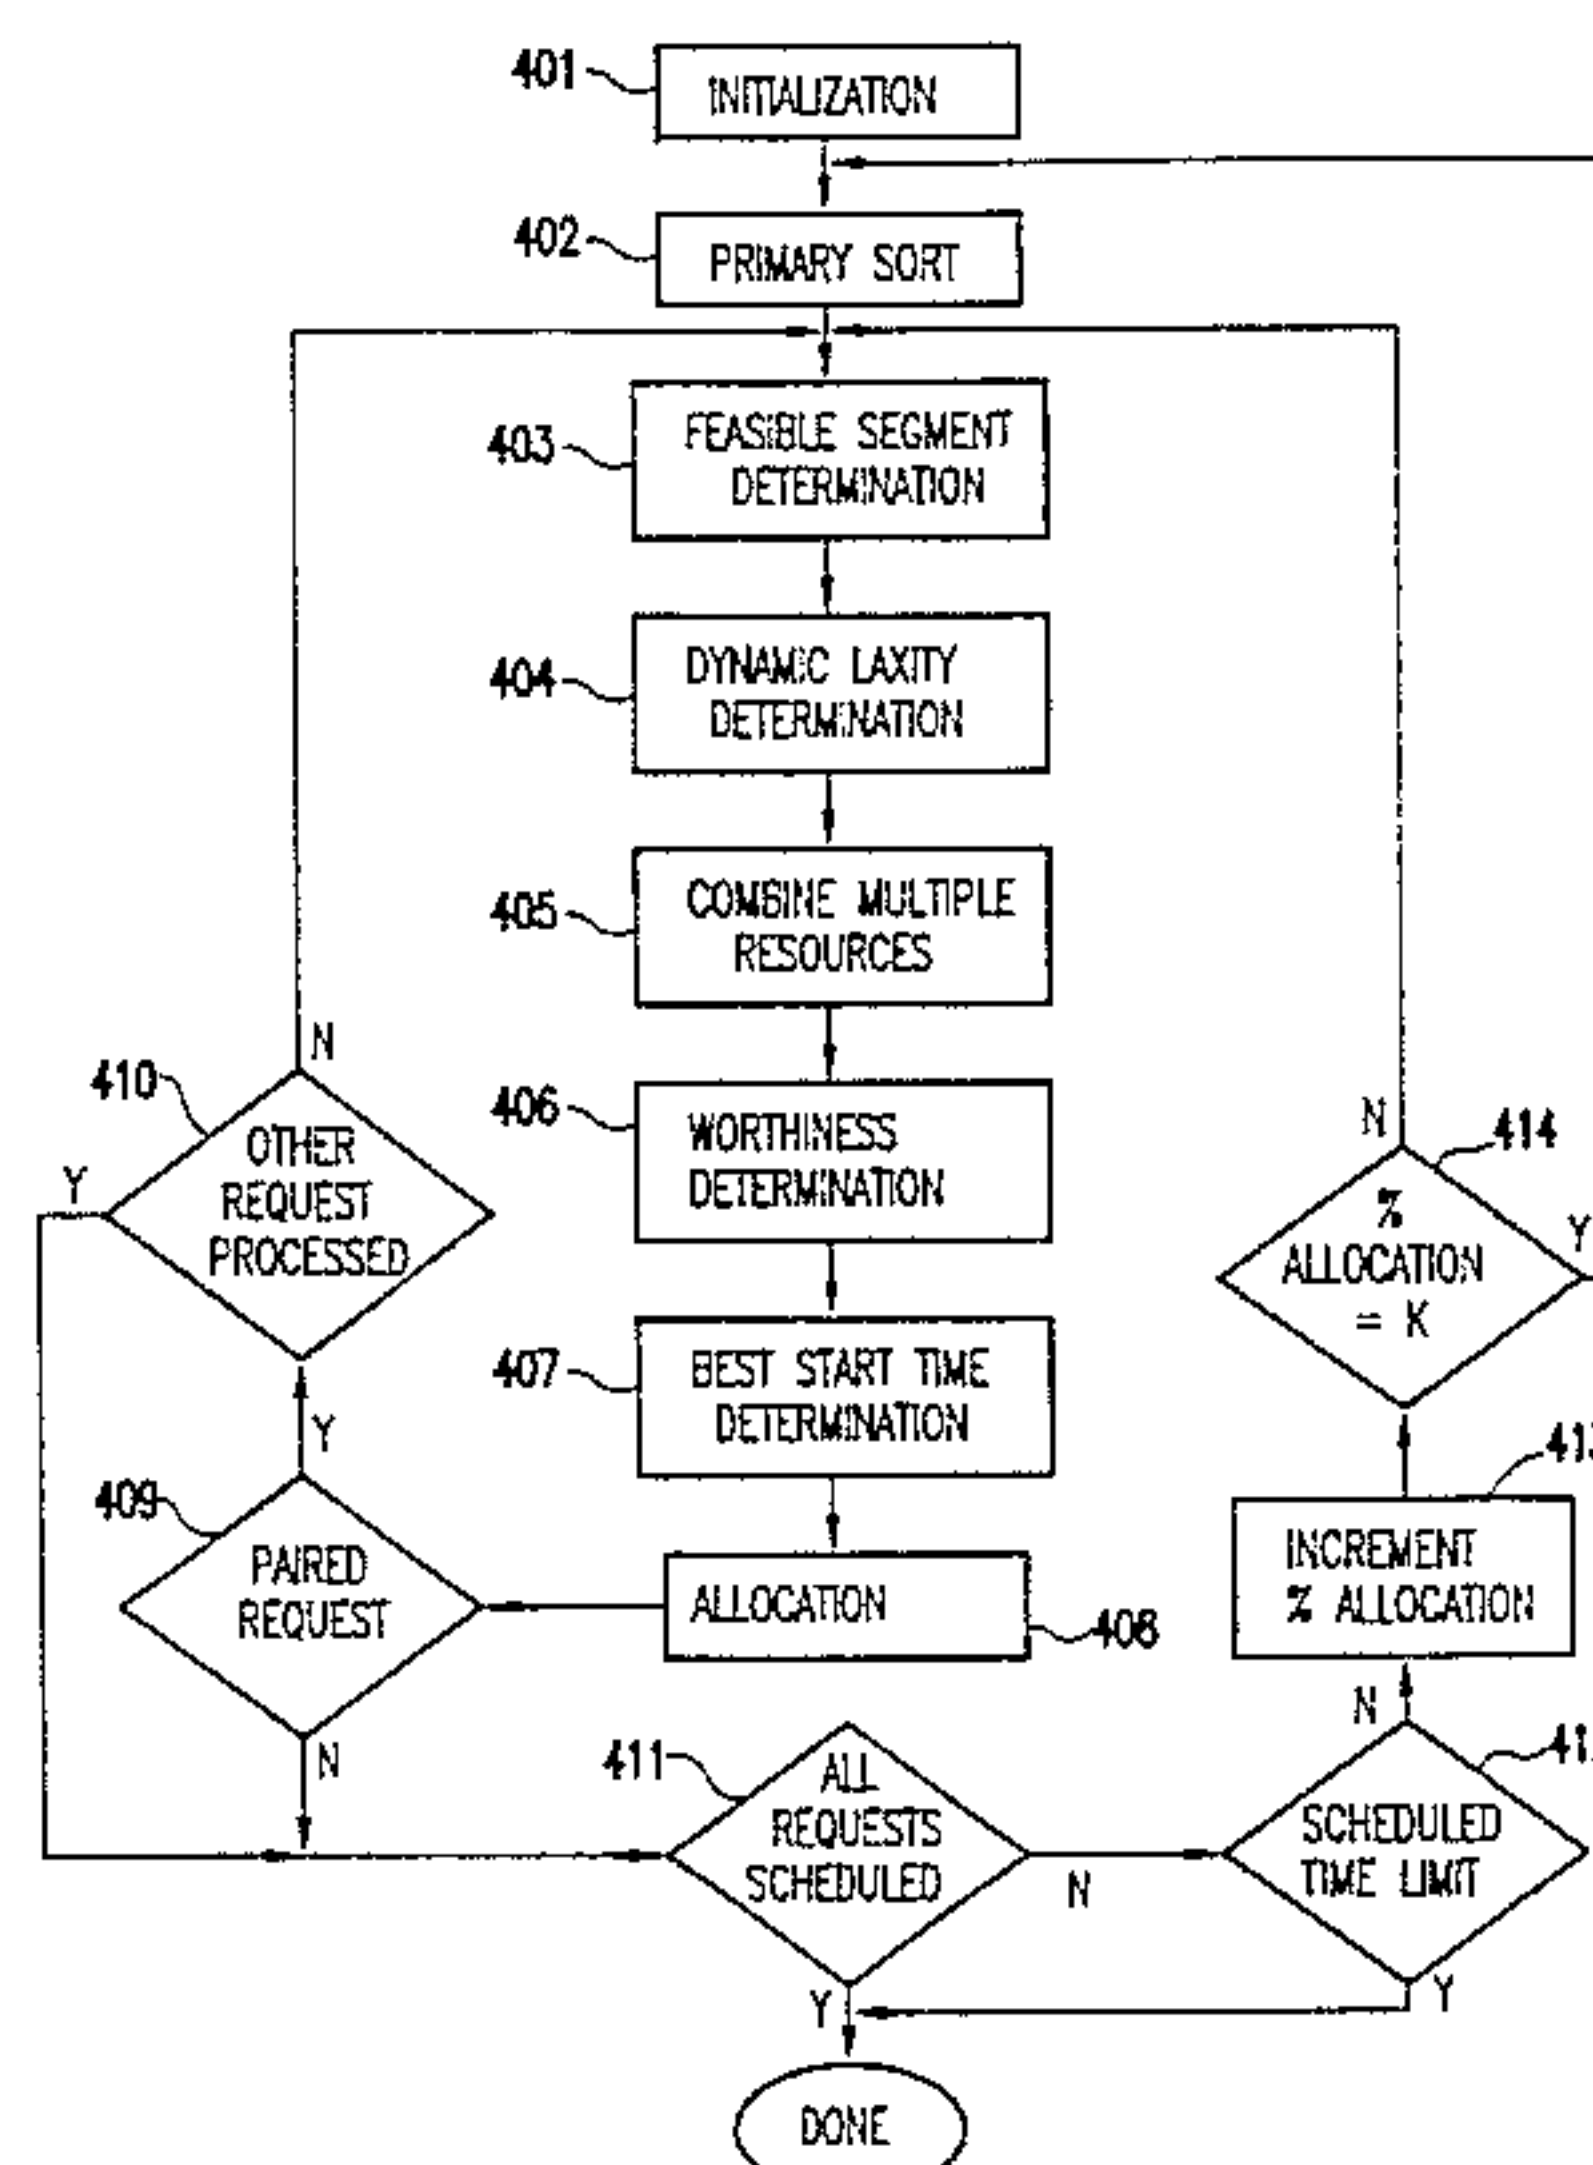 401
INITIALIZATION
402
PRIMARY SORT
403
FEASIBLE SEGMENT
DETERMINATION
404
DYNAMIC LAXITY
DETERMINATION
405
COMBINE MULTIPLE
RESOURCES
N
410
OTHER
REQUEST
PROCESSED
Y
406
WORTHINESS
DETERMINATION
N
414
%
ALLOCATION
= K
Y
407
BEST START TIME
DETERMINATION
Y
409
PAIRED
REQUEST
N
ALLOCATION
408
INCREMENT
% ALLOCATION
N
411
ALL
REQUESTS
SCHEDULED
N
SCHEDULED
TIME LIMIT
Y
Y
DONE